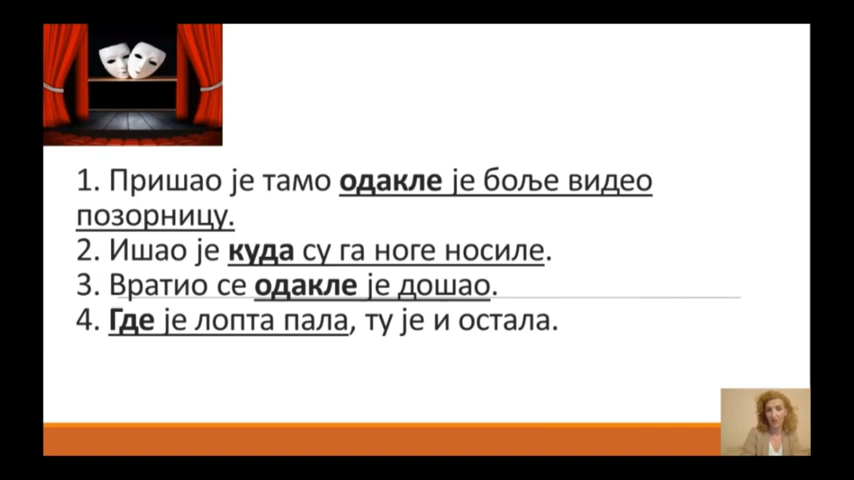 1. Пришао је тамо одакле је боље видео
позорницу.
2. Ишао је куда су га ноге носиле.
3. Вратио се одакле је дошао.
4. Где је лопта пала, ту је и остала.